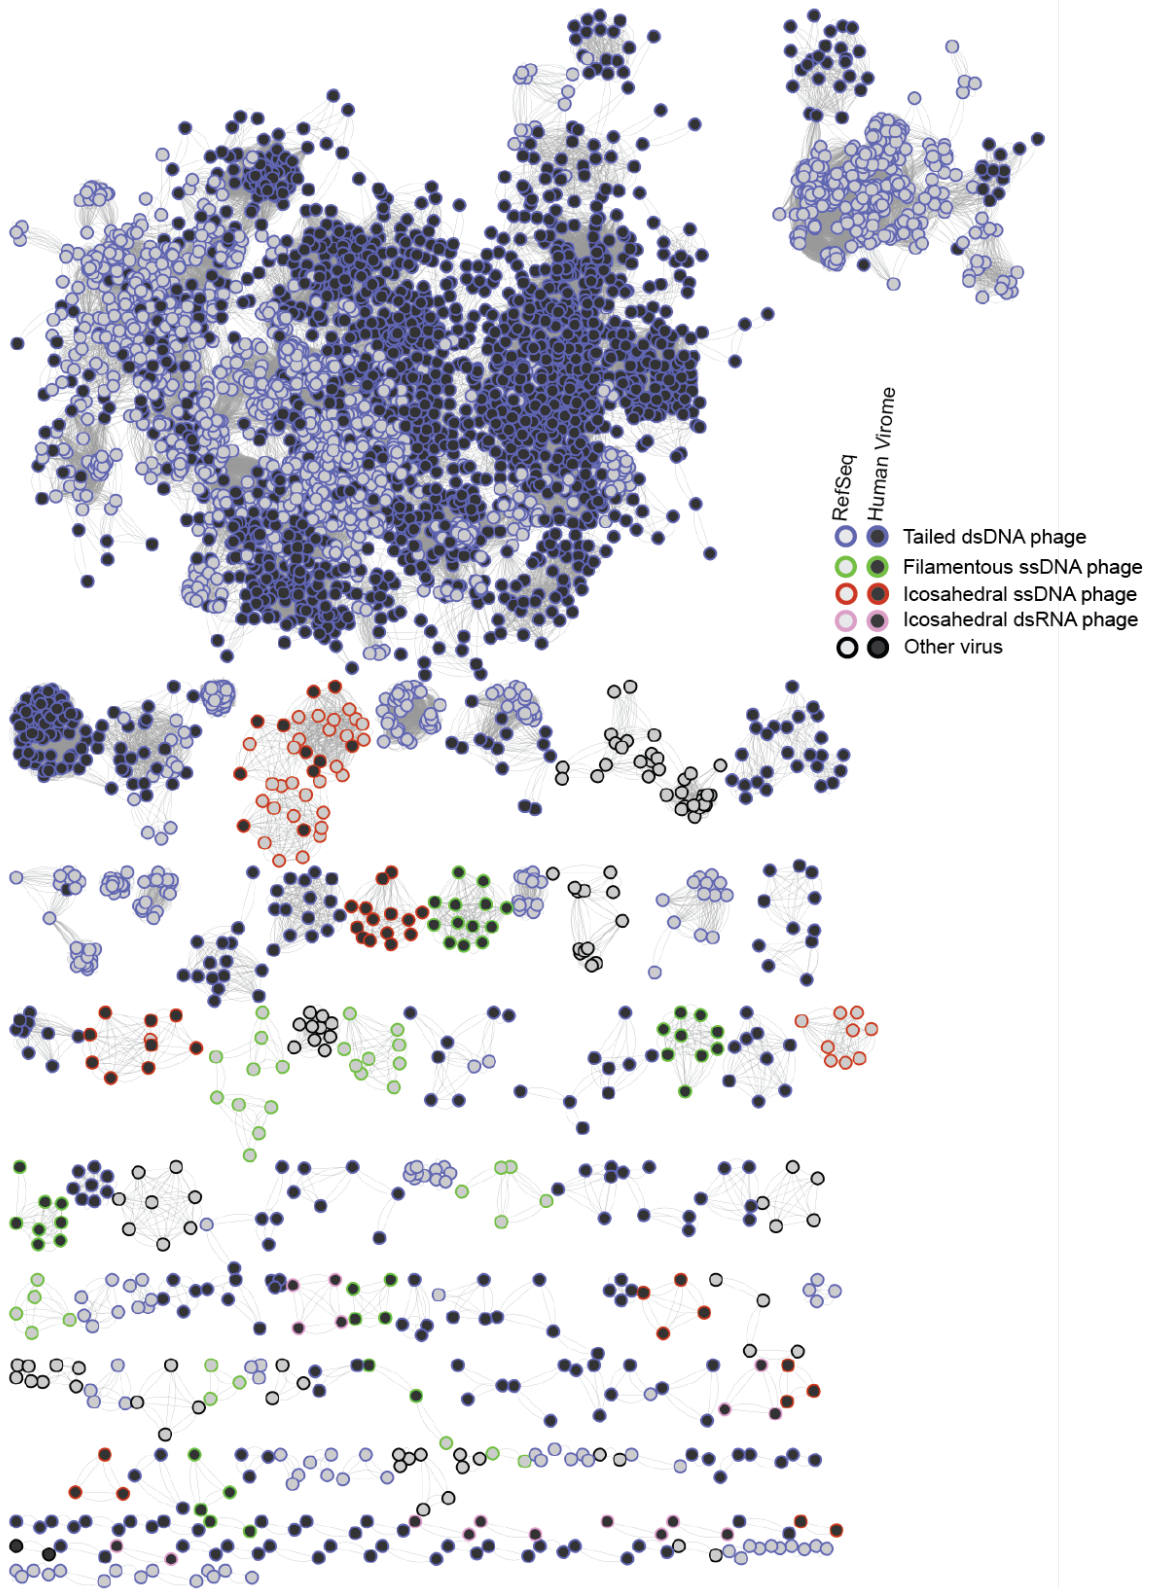 RefSeq
Human Virome
Tailed dsDNA phage
Filamentous ssDNA phage
Icosahedral ssDNA phage
Icosahedral dsRNA phage
Other virus